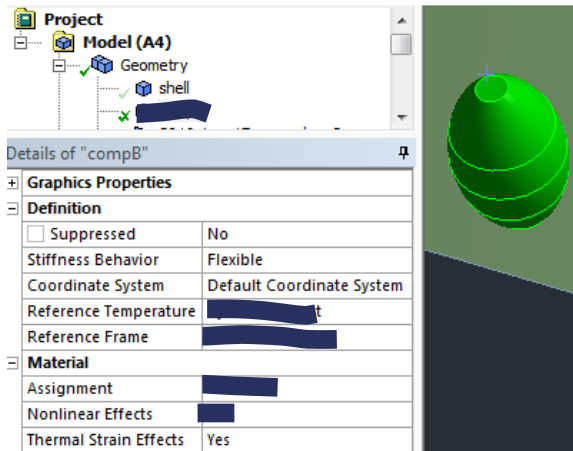 Project
Model (A4)
Geometry
shell
Details of "compB"
Graphics Properties
Definition
Suppressed No
Stiffness Behavior Flexible
Coordinate System Default Coordinate System
Reference Temperature
Reference Frame
Material
Assignment
Nonlinear Effects
Thermal Strain Effects Yes